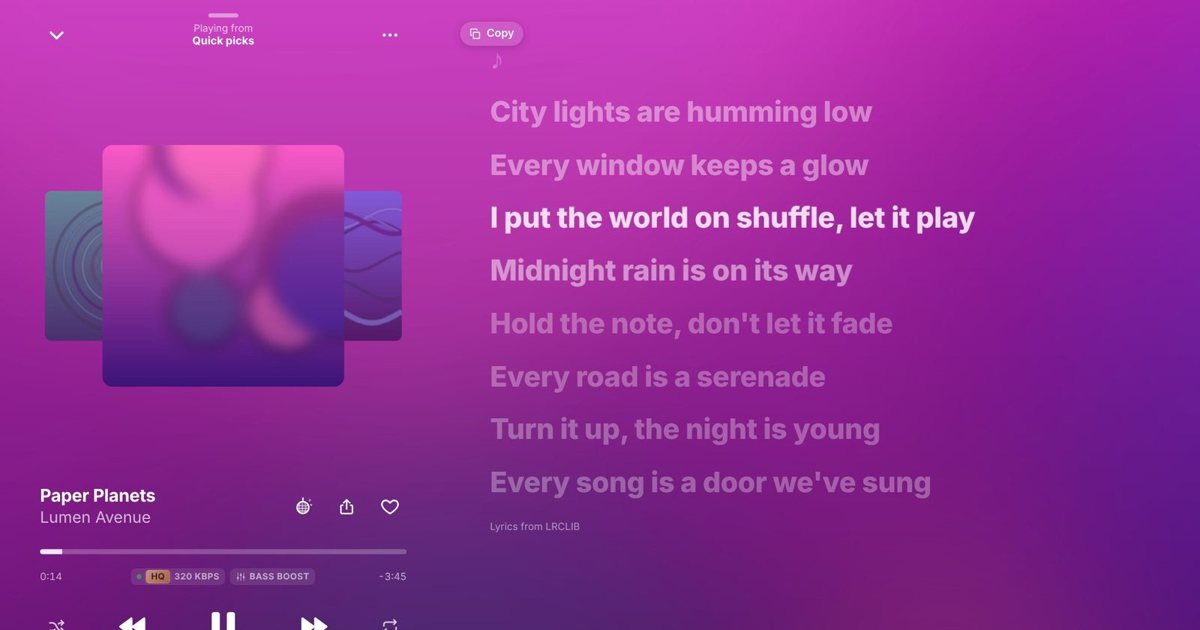 Playing from
Quick picks
Copy
City lights are humming low
Every window keeps a glow
I put the world on shuffle, let it play
Midnight rain is on its way
Hold the note, don't let it fade
Every road is a serenade
Turn it up, the night is young
Every song is a door we've sung
Lyrics from LRCLIB
Paper Planets
Lumen Avenue
0:14
HQ 320 KBPS
BASS BOOST
-3:45